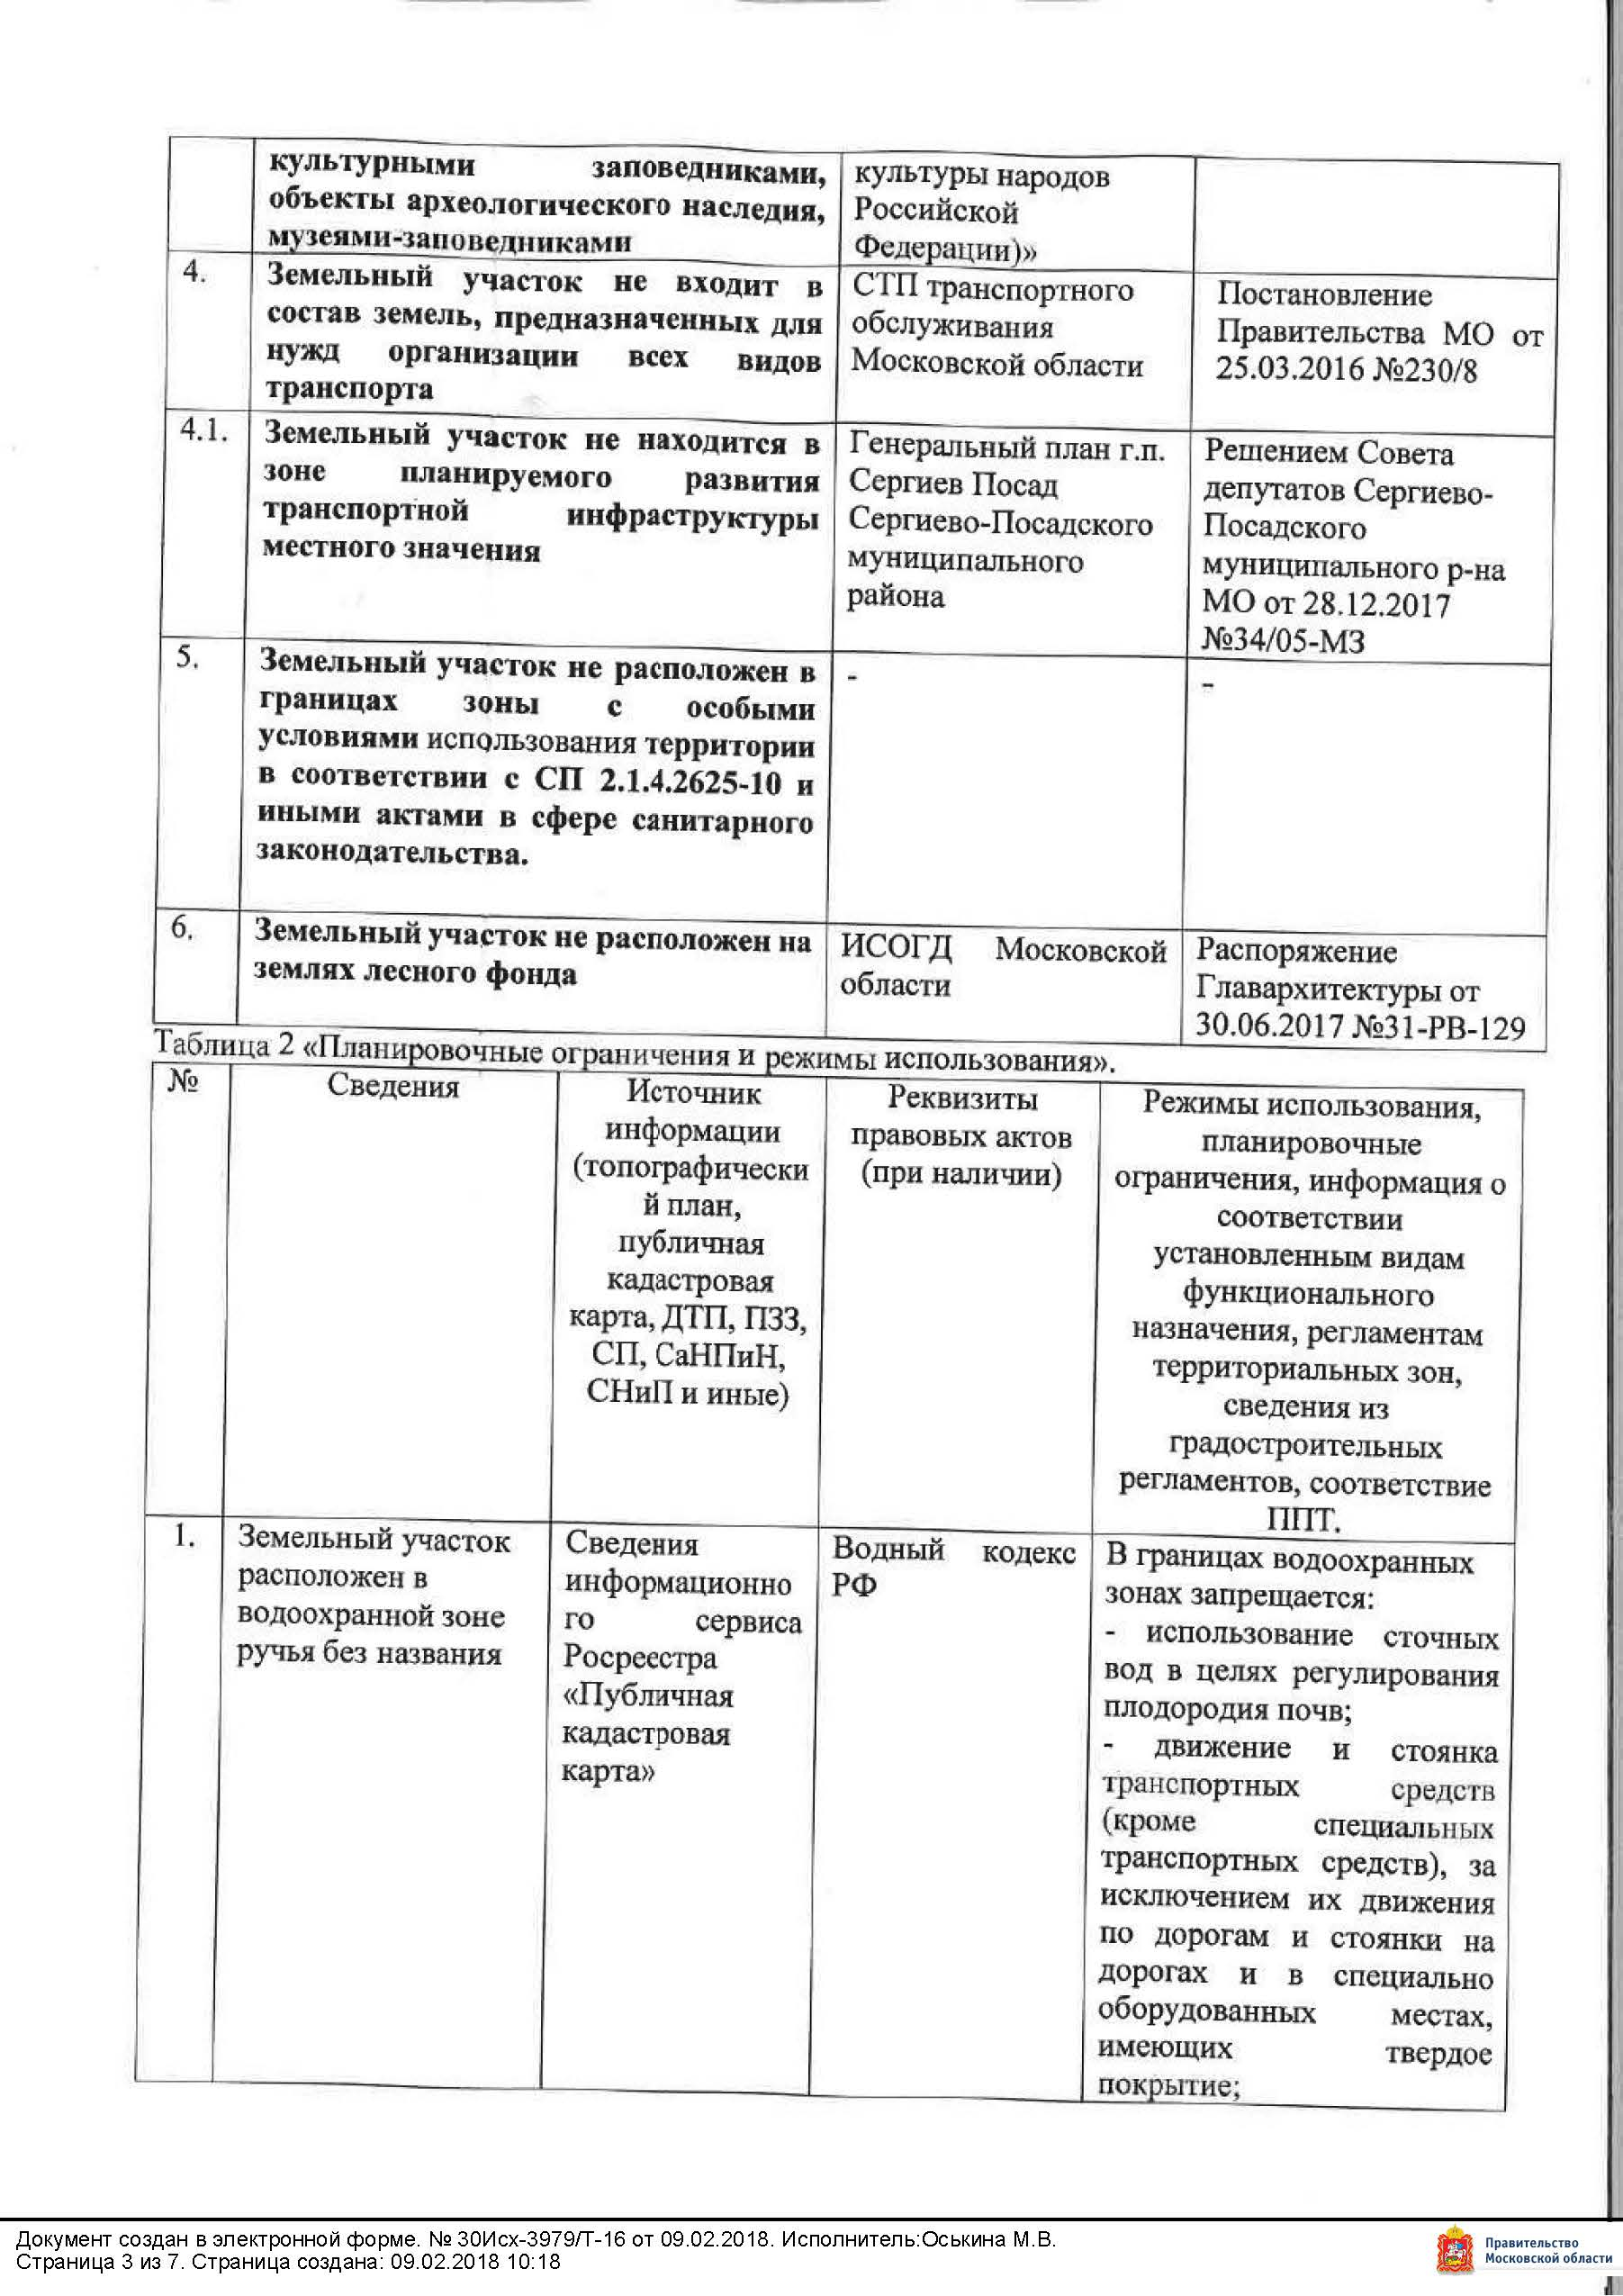 культурными заповедниками,
объекты археологического наследия,
музеями-заповедниками
культуры народов
Российской
Федерации)»
4.
Земельный участок не входит в
состав земель, предназначенных для
нужд организации всех видов
транспорта
СТП транспортного
обслуживания
Московской области
Постановление
Правительства МО от
25.03.2016 №230/8
4.1.
Земельный участок не находится в
зоне планируемого развития
транспортной инфраструктуры
местного значения
Генеральный план г.п.
Сергиев Посад
Сергиево-Посадского
муниципального
района
Решением Совета
депутатов Сергиево-
Посадского
муниципального р-на
МО от 28.12.2017
№34/05-МЗ
5.
Земельный участок не расположен в
границах зоны с особыми
условиями использования территории
в соответствии с СП 2.1.4.2625-10 и
иными актами в сфере санитарного
законодательства.
-
-
6.
Земельный участок не расположен на
землях лесного фонда
ИСОГД Московской
области
Распоряжение
Главархитектуры от
30.06.2017 №31-РВ-129
Таблица 2 «Планировочные ограничения и режимы использования».
№
Сведения
Источник
информации
(топографически
й план,
публичная
кадастровая
карта, ДТП, ПЗЗ,
СП, СаНПиН,
СНиП и иные)
Реквизиты
правовых актов
(при наличии)
Режимы использования,
планировочные
ограничения, информация о
соответствии
установленным видам
функционального
назначения, регламентам
территориальных зон,
сведения из
градостроительных
регламентов, соответствие
ППТ.
1.
Земельный участок
расположен в
водоохранной зоне
ручья без названия
Сведения
информационно
го сервиса
Росреестра
«Публичная
кадастровая
карта»
Водный кодекс
РФ
В границах водоохранных
зонах запрещается:
- использование сточных
вод в целях регулирования
плодородия почв;
- движение и стоянка
транспортных средств
(кроме специальных
транспортных средств), за
исключением их движения
по дорогам и стоянки на
дорогах и в специально
оборудованных местах,
имеющих твердое
покрытие;
Документ создан в электронной форме. № 30Исх-3979/Т-16 от 09.02.2018. Исполнитель:Оськина М.В.
Страница 3 из 7. Страница создана: 09.02.2018 10:18
Правительство
Московской области